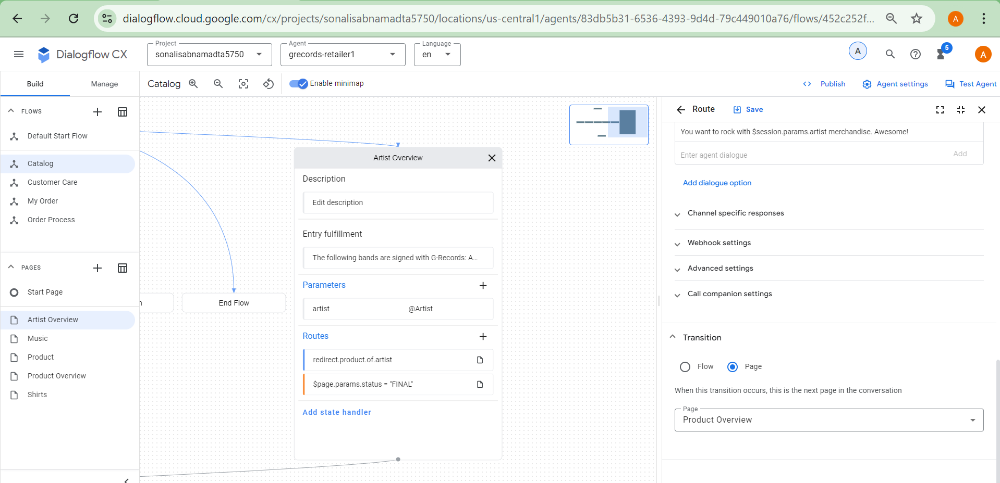 dialogflow.cloud.google.com/cx/projects/sonalisabnamadta5750/locations/us-central1/agents/83db5b31-6536-4393-9d4d-79c449010a76/flows/452c252f...
A
Dialogflow CX
Project
sonalisabnamadta5750
Agent
grecords-retailer1
Language
en
A
5
A
Build
Manage
Catalog
Enable minimap
Publish
Agent settings
Test Agent
FLOWS
Default Start Flow
Catalog
Customer Care
My Order
Order Process
PAGES
Start Page
Artist Overview
Music
Product
Product Overview
Shirts
End Flow
Artist Overview
Description
Edit description
Entry fulfillment
The following bands are signed with G-Records: A...
Parameters
artist @Artist
Routes
redirect.product.of.artist
$page.params.status = "FINAL"
Add state handler
Route
Save
You want to rock with $session.params.artist merchandise. Awesome!
Enter agent dialogue
Add
Add dialogue option
Channel specific responses
Webhook settings
Advanced settings
Call companion settings
Transition
Flow
Page
When this transition occurs, this is the next page in the conversation
Page
Product Overview